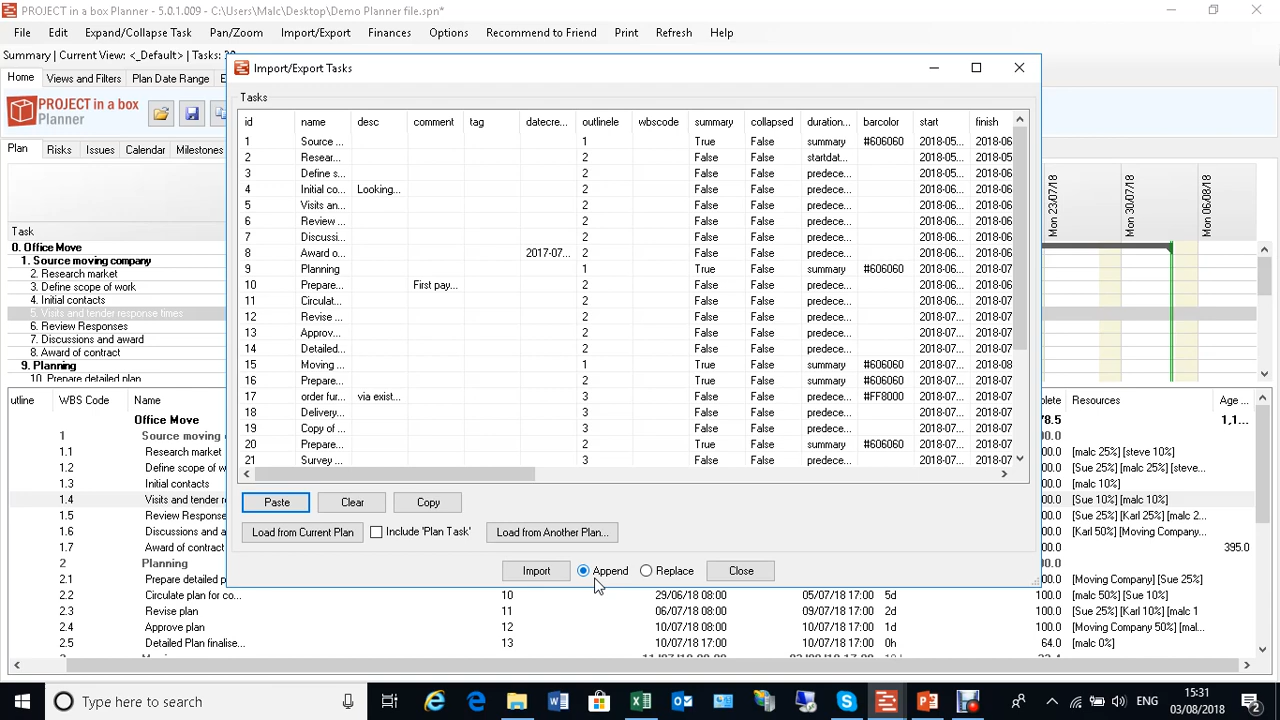 PROJECT in a box Planner - 5.0.1.009 - C:\Users\Malc\Desktop\Demo Planner file.spn*
File Edit Expand/Collapse Task Pan/Zoom Import/Export Finances Options Recommend to Friend Print Refresh Help
Summary | Current View: <_Default> | Tasks:
Home Views and Filters Plan Date Range
PROJECT in a box
Planner
Plan Risks Issues Calendar Milestones
Mon 23/07/18 Mon 30/07/18 Mon 06/08/18
Task
0. Office Move
1. Source moving company
2. Research market
3. Define scope of work
4. Initial contacts
5. Visits and tender response times
6. Review Responses
7. Discussions and award
8. Award of contract
9. Planning
10. Prepare detailed plan
Import/Export Tasks
Tasks
id name desc comment tag datecre... outlinele wbscode summary collapsed duration... barcolor start finish
1 Source ... 1 True False summary #606060 2018-05... 2018-06
2 Resear... 2 False False startdat... 2018-05... 2018-06
3 Define s... 2 False False predece... 2018-05... 2018-06
4 Initial co... Looking... 2 False False predece... 2018-06... 2018-06
5 Visits an... 2 False False predece... 2018-06... 2018-06
6 Review ... 2 False False predece... 2018-06... 2018-06
7 Discussi... 2 False False predece... 2018-06... 2018-06
8 Award o... 2017-07... 2 False False predece... 2018-06... 2018-06
9 Planning 1 True False summary #606060 2018-06... 2018-07
10 Prepare... First pay... 2 False False predece... 2018-06... 2018-06
11 Circulat... 2 False False predece... 2018-06... 2018-07
12 Revise ... 2 False False predece... 2018-07... 2018-07
13 Approv... 2 False False predece... 2018-07... 2018-07
14 Detailed... 2 False False predece... 2018-07... 2018-07
15 Moving ... 1 True False summary #606060 2018-07... 2018-08
16 Prepare... 2 True False summary #606060 2018-07... 2018-07
17 order fur... via exist... 3 False False predece... #FF8000 2018-07... 2018-07
18 Delivery... 3 False False predece... 2018-07... 2018-07
19 Copy of ... 3 False False predece... 2018-07... 2018-07
20 Prepare... 2 True False summary #606060 2018-07... 2018-07
21 Survey ... 3 False False predece... 2018-07... 2018-07
Paste Clear Copy
Load from Current Plan Include 'Plan Task' Load from Another Plan...
Import Append Replace Close
utline WBS Code Name plete Resources Age ...
Office Move 78.5 1,1...
1 Source moving c 00.0
1.1 Research market 00.0 [malc 25%] [steve 10%]
1.2 Define scope of w 00.0 [Sue 25%] [malc 25%] [steve...
1.3 Initial contacts 00.0 [malc 25%]
1.4 Visits and tender r 00.0 [Sue 10%] [malc 10%]
1.5 Review Response 00.0 [Sue 25%] [Karl 25%] [malc 2...
1.6 Discussions and a 00.0 [Karl 50%] [Moving Company...
1.7 Award of contract 00.0 395.0
2 Planning 00.0
2.1 Prepare detailed p 00.0 [Moving Company] [Sue 25%]
2.2 Circulate plan for co... 10 29/06/18 08:00 05/07/18 17:00 5d 100.0 [malc 50%] [Sue 10%]
2.3 Revise plan 11 06/07/18 08:00 09/07/18 17:00 2d 100.0 [Sue 25%] [Karl 10%] [malc 1
2.4 Approve plan 12 10/07/18 08:00 10/07/18 17:00 1d 100.0 [Moving Company 50%] [mal...
2.5 Detailed Plan finalise... 13 10/07/18 17:00 10/07/18 17:00 0h 64.0 [malc 0%]
Type here to search
ENG
15:31
03/08/2018
2